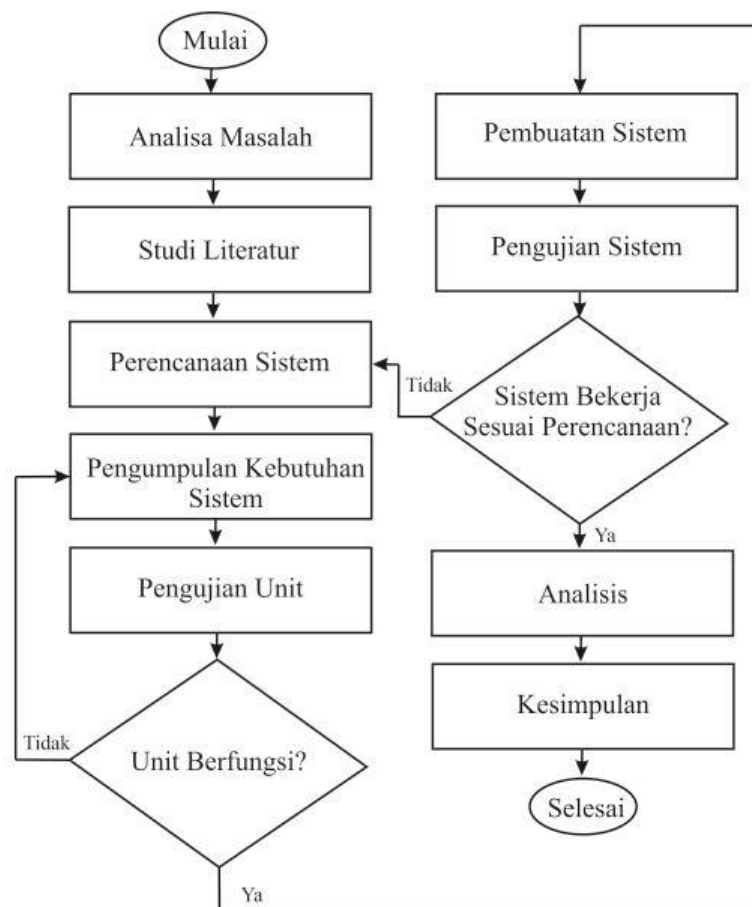 Mulai
Analisa Masalah
Studi Literatur
Perencanaan Sistem
Pengumpulan Kebutuhan
Sistem
Pengujian Unit
Unit Berfungsi?
Tidak
Ya
Pembuatan Sistem
Pengujian Sistem
Sistem Bekerja
Sesuai Perencanaan?
Tidak
Ya
Analisis
Kesimpulan
Selesai